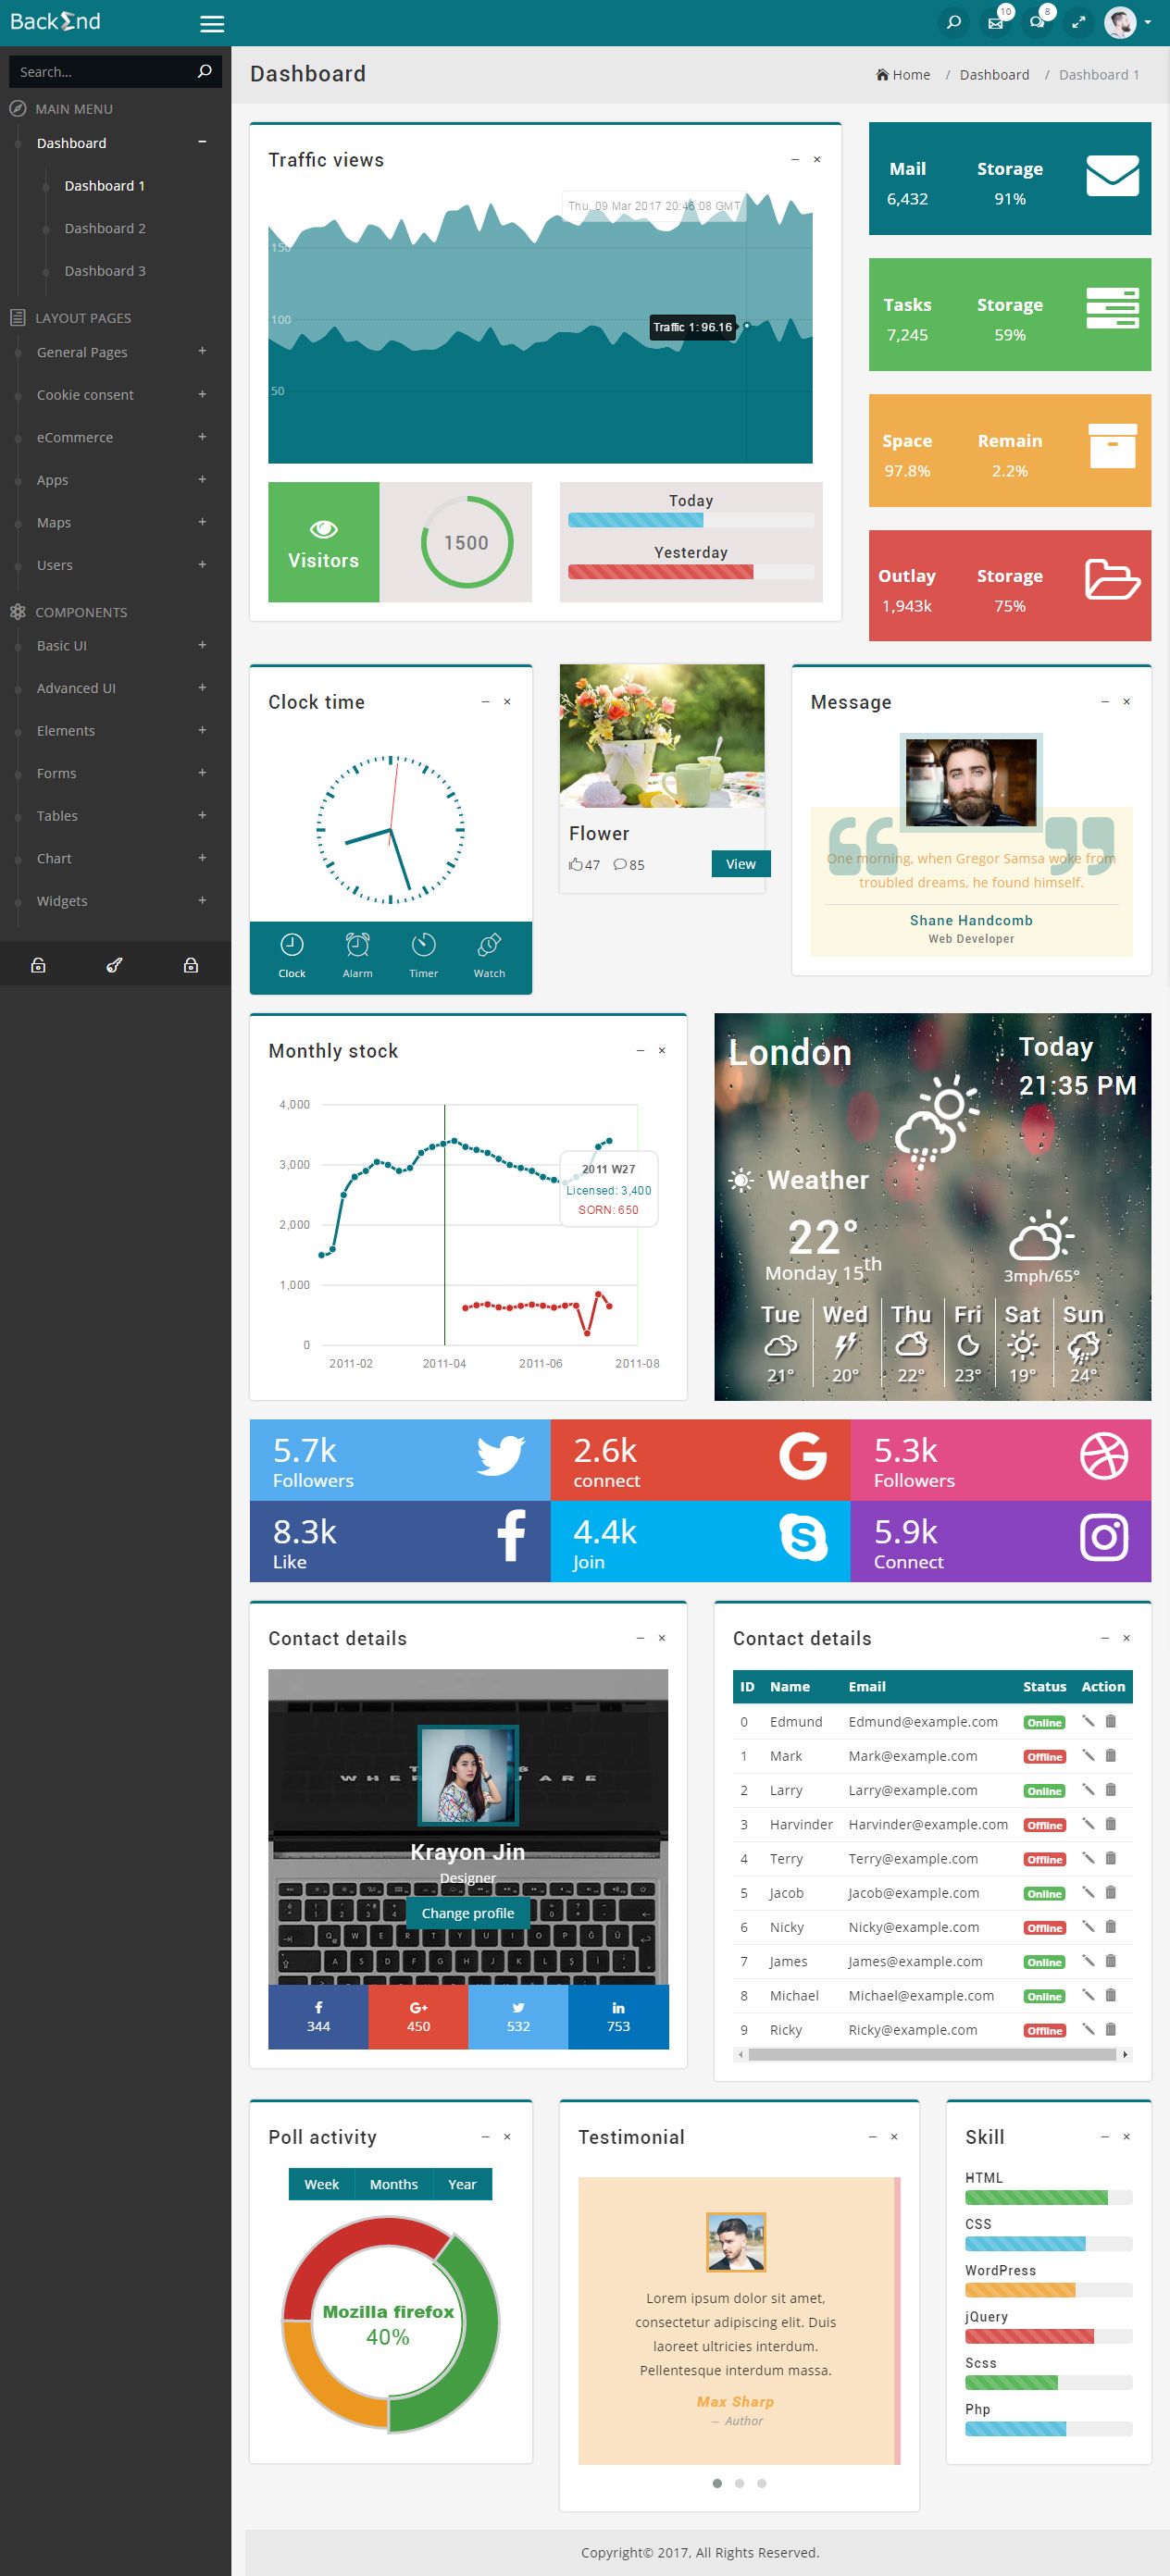 BackΣnd
10
8
Search...
MAIN MENU
Dashboard
Dashboard 1
Dashboard 2
Dashboard 3
LAYOUT PAGES
General Pages
Cookie consent
eCommerce
Apps
Maps
Users
COMPONENTS
Basic UI
Advanced UI
Elements
Forms
Tables
Chart
Widgets
Dashboard
Home / Dashboard / Dashboard 1
Traffic views
Thu, 09 Mar 2017 20:46:08 GMT
150
100
Traffic 1: 96.16
50
Visitors
1500
Today
Yesterday
Mail Storage
6,432 91%
Tasks Storage
7,245 59%
Space Remain
97.8% 2.2%
Outlay Storage
1,943k 75%
Clock time
Clock Alarm Timer Watch
Flower
47 85 View
Message
One morning, when Gregor Samsa woke from
troubled dreams, he found himself.
Shane Handcomb
Web Developer
Monthly stock
4,000
3,000
2,000
1,000
0
2011 W27
Licensed: 3,400
SORN: 650
2011-02 2011-04 2011-06 2011-08
London
Today
21:35 PM
Weather
22°
Monday 15th
3mph/65°
Tue Wed Thu Fri Sat Sun
21° 20° 22° 23° 19° 24°
5.7k
Followers
2.6k
connect
5.3k
Followers
8.3k
Like
4.4k
Join
5.9k
Connect
Contact details
Krayon Jin
Designer
Change profile
344 450 532 753
Contact details
ID Name Email Status Action
0 Edmund Edmund@example.com Online
1 Mark Mark@example.com Offline
2 Larry Larry@example.com Online
3 Harvinder Harvinder@example.com Offline
4 Terry Terry@example.com Offline
5 Jacob Jacob@example.com Online
6 Nicky Nicky@example.com Offline
7 James James@example.com Online
8 Michael Michael@example.com Online
9 Ricky Ricky@example.com Offline
Poll activity
Week Months Year
Mozilla firefox
40%
Testimonial
Lorem ipsum dolor sit amet,
consectetur adipiscing elit. Duis
laoreet ultricies interdum.
Pellentesque interdum massa.
Max Sharp
— Author
Skill
HTML
CSS
WordPress
jQuery
Scss
Php
Copyright© 2017, All Rights Reserved.